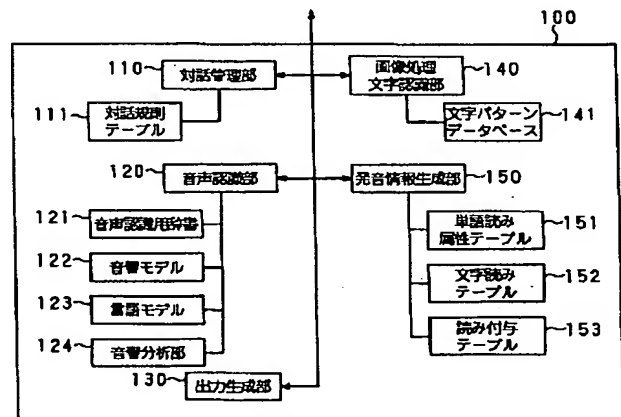 100
110
対話管理部
画像処理
文字認識部
140
111
対話規則
テーブル
文字パターン
データベース
141
120
音声認識部
発音情報生成部
150
121
音声認識用辞書
単語読み
属性テーブル
151
122
音響モデル
文字読み
テーブル
152
123
言語モデル
読み付与
テーブル
153
124
音響分析部
130
出力生成部